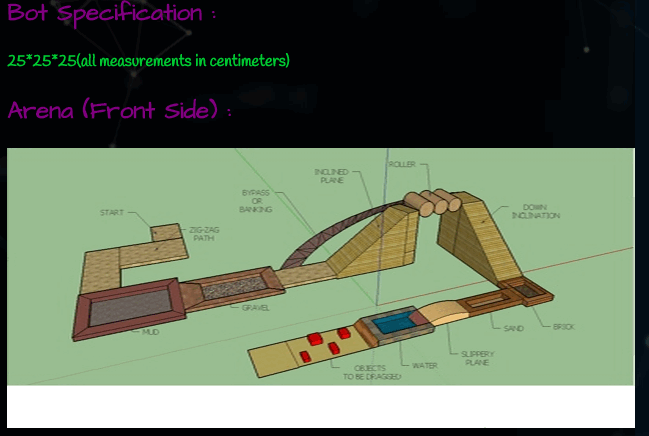 Bot Specification :
25*25*25(all measurements in centimeters)
Arena (Front Side) :
ROLLER
INCLINED
PLANE
BYPASS
OR
BANKING
START
ZIG-ZAG
PATH
DOWN
INCLINATION
GRAVEL
MUD
BRICK
SAND
SLIPPERY
PLANE
WATER
OBJECTS
TO BE DRAGGED